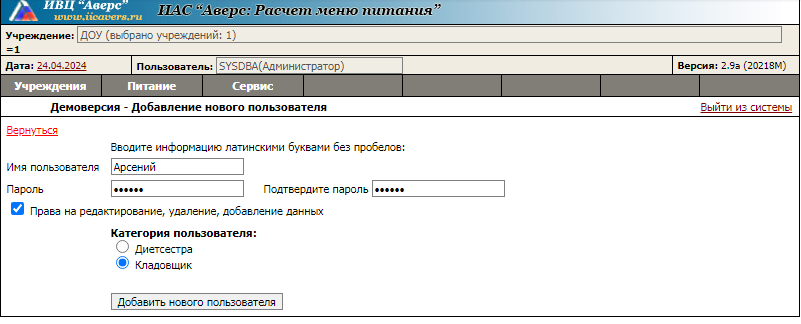 ИВЦ "Аверс"
www.iicavers.ru
ИАС “Аверс: Расчет меню питания”
Учреждение: ДОУ (выбрано учреждений: 1)
=1
Дата: 24.04.2024 Пользователь: SYSDBA(Администратор) Версия: 2.9a (20218M)
Учреждения Питание Сервис
Демоверсия - Добавление нового пользователя Выйти из системы
Вернуться
Вводите информацию латинскими буквами без пробелов:
Имя пользователя Арсений
Пароль •••••• Подтвердите пароль ••••••
Права на редактирование, удаление, добавление данных
Категория пользователя:
Диетсестра
Кладовщик
Добавить нового пользователя